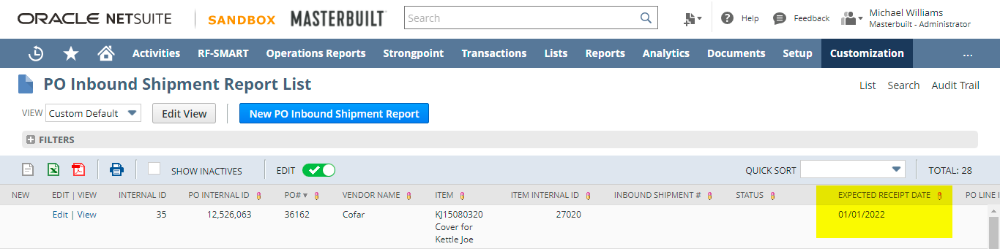 ORACLE NETSUITE SANDBOX MASTERBUILT Search Help Feedback Michael Williams
Masterbuilt - Administrator
Activities RF-SMART Operations Reports Strongpoint Transactions Lists Reports Analytics Documents Setup Customization ...
PO Inbound Shipment Report List List Search Audit Trail
VIEW Custom Default Edit View New PO Inbound Shipment Report
FILTERS
SHOW INACTIVES EDIT QUICK SORT TOTAL: 28
NEW EDIT | VIEW INTERNAL ID PO INTERNAL ID PO# VENDOR NAME ITEM ITEM INTERNAL ID INBOUND SHIPMENT # STATUS EXPECTED RECEIPT DATE PO LINE I
Edit | View 35 12,526,063 36162 Cofar KJ15080320 27020 01/01/2022
Cover for
Kettle Joe